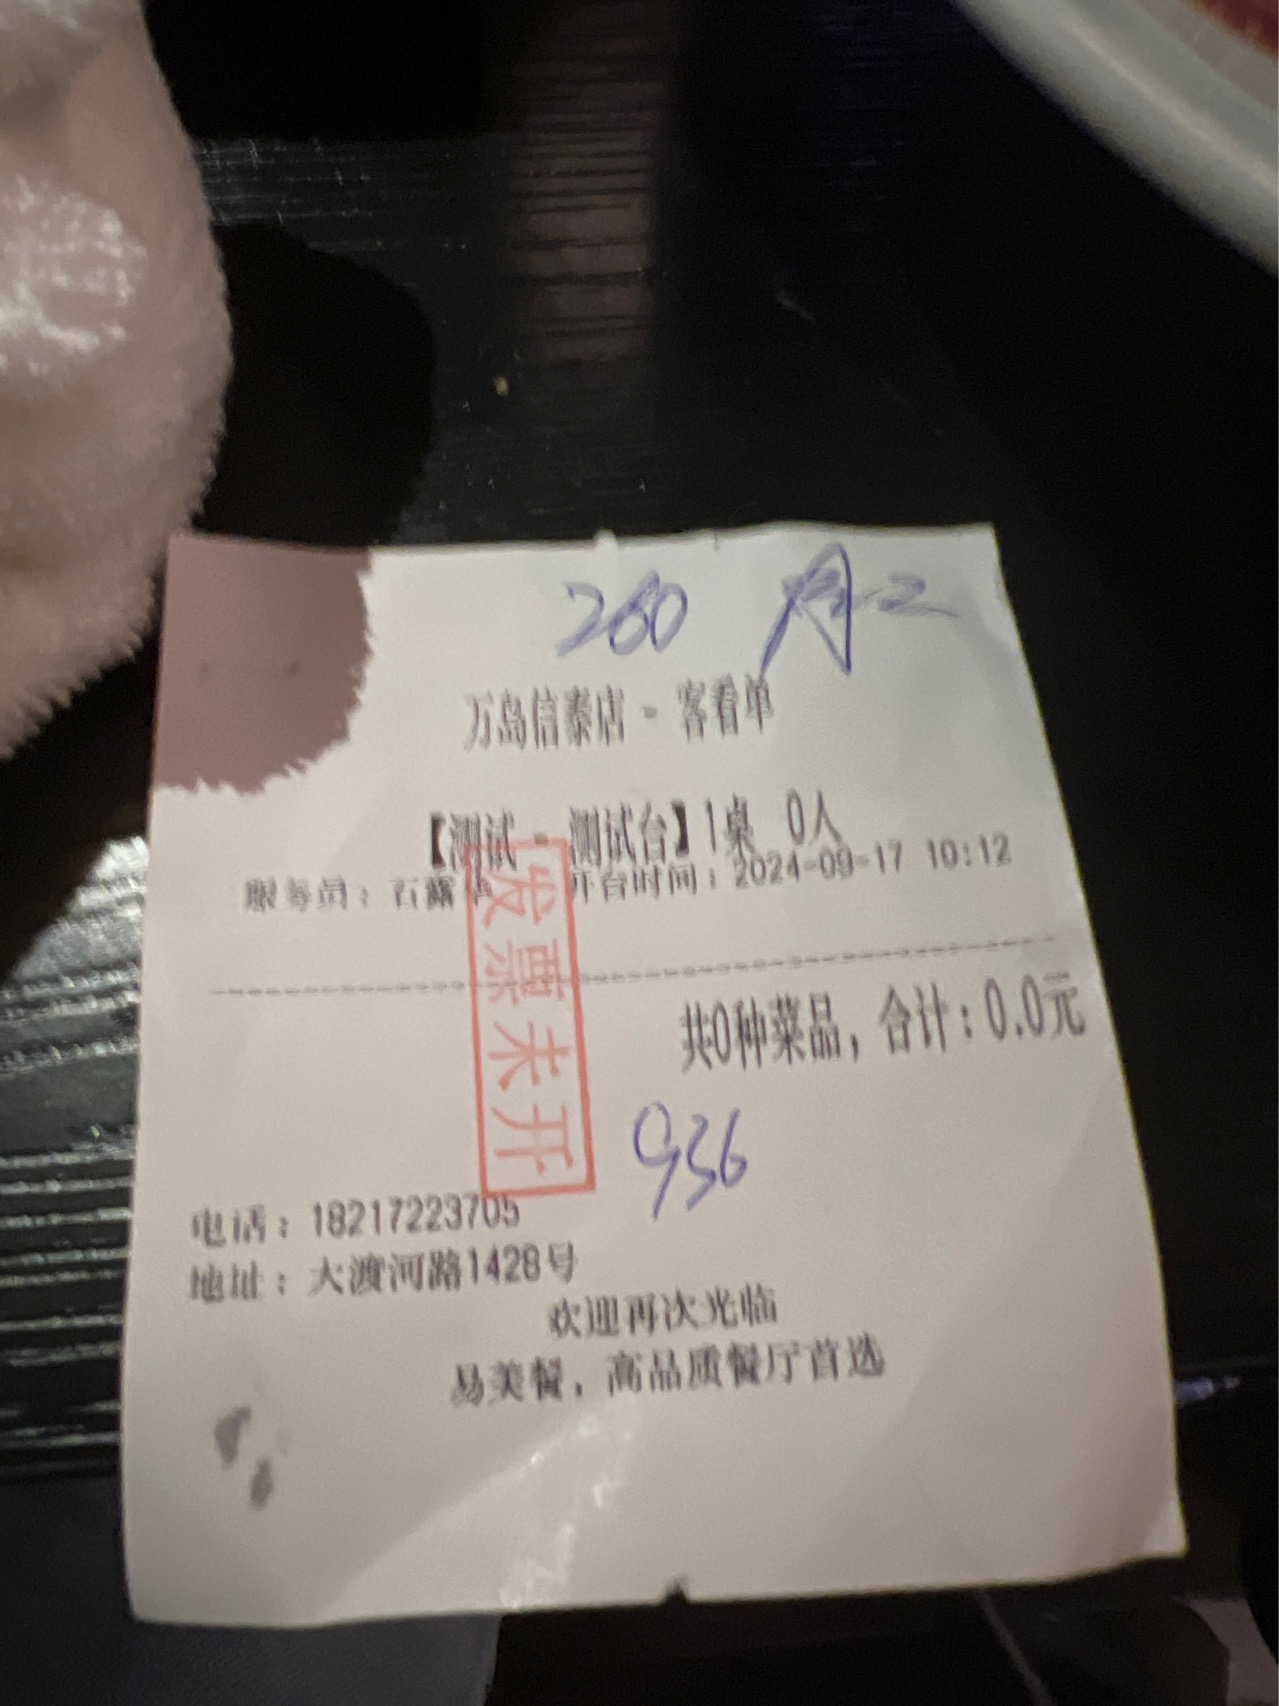 260 月2
万岛信泰店 - 客看单
【测试 - 测试台】1桌 0人
服务员：石露 开台时间：2024-09-17 10:12
共0种菜品，合计：0.0元
发票未开
936
电话：18217223705
地址：大渡河路1428号
欢迎再次光临
易美餐，高品质餐厅首选